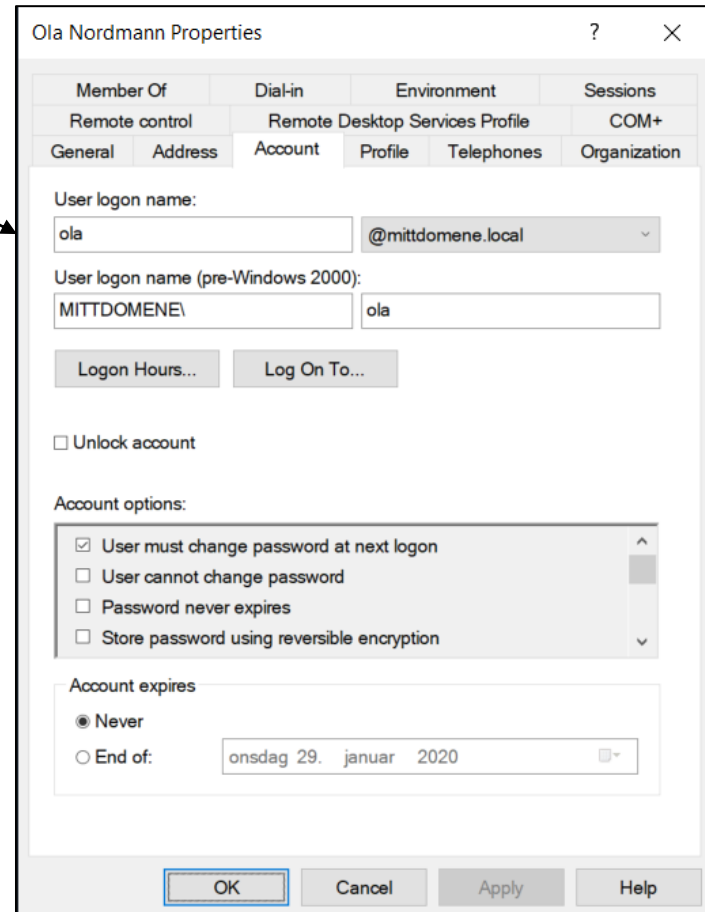 Ola Nordmann Properties ?
Member Of Dial-in Environment Sessions
Remote control Remote Desktop Services Profile COM+
General Address Account Profile Telephones Organization
User logon name:
ola @mittdomene.local
User logon name (pre-Windows 2000):
MITTDOMENE\ ola
Logon Hours... Log On To...
Unlock account
Account options:
User must change password at next logon
User cannot change password
Password never expires
Store password using reversible encryption
Account expires
Never
End of: onsdag 29. januar 2020
OK Cancel Apply Help